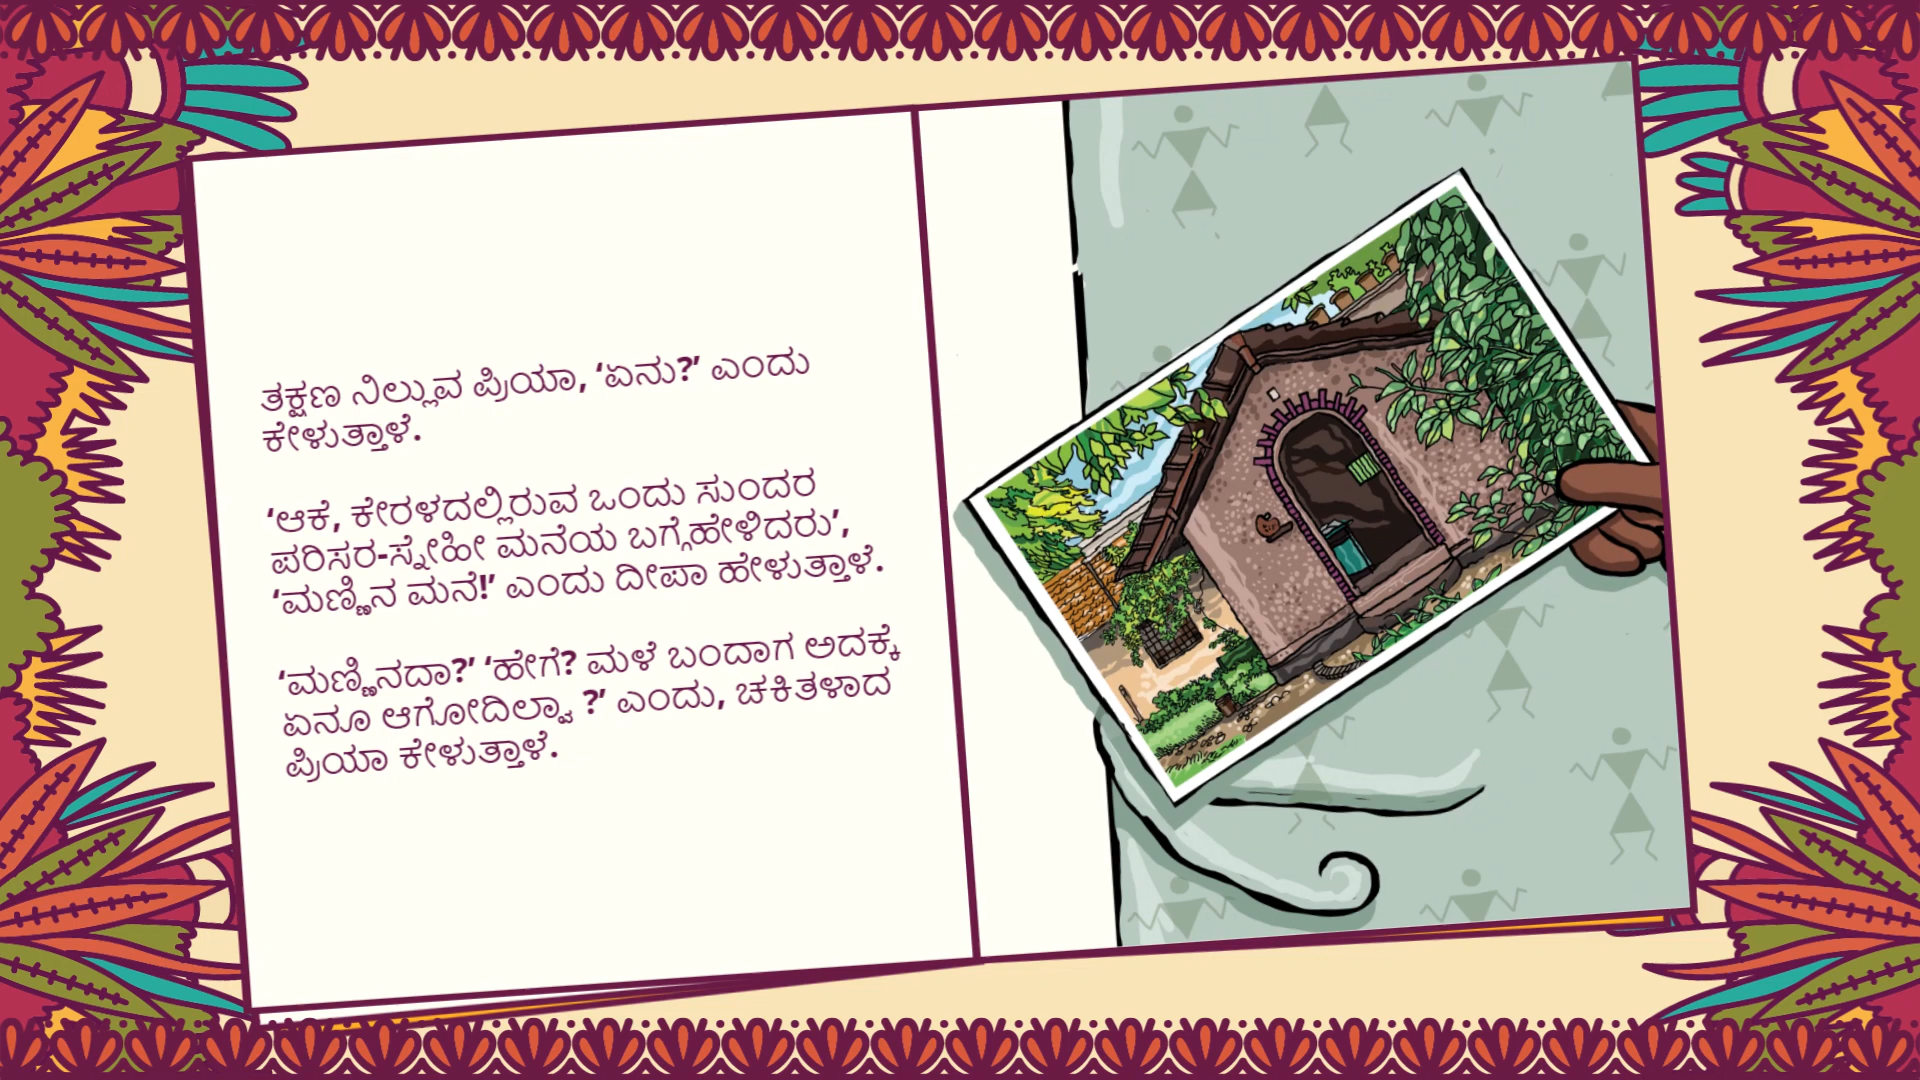 ತಕ್ಷಣ ನಿಲ್ಲುವ ಪ್ರಿಯಾ, ‘ಏನು?’ ಎಂದು
ಕೇಳುತ್ತಾಳೆ.
‘ಆಕೆ, ಕೇರಳದಲ್ಲಿರುವ ಒಂದು ಸುಂದರ
ಪರಿಸರ-ಸ್ನೇಹೀ ಮನೆಯ ಬಗ್ಗೆಹೇಳಿದರು’,
‘ಮಣ್ಣಿನ ಮನೆ!’ ಎಂದು ದೀಪಾ ಹೇಳುತ್ತಾಳೆ.
‘ಮಣ್ಣಿನದಾ?’ ‘ಹೇಗೆ? ಮಳೆ ಬಂದಾಗ ಅದಕ್ಕೆ
ಏನೂ ಆಗೋದಿಲ್ವಾ ?’ ಎಂದು, ಚಕಿತಳಾದ
ಪ್ರಿಯಾ ಕೇಳುತ್ತಾಳೆ.